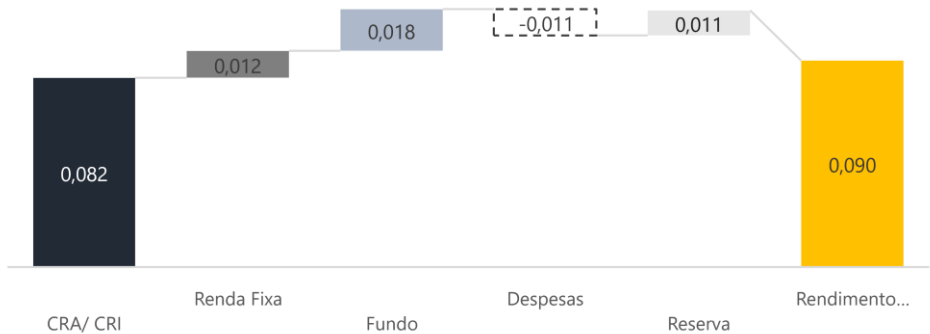 0,018
-0,011
0,011
0,012
0,082
0,090
Renda Fixa
Despesas
Rendimento...
CRA/ CRI
Fundo
Reserva